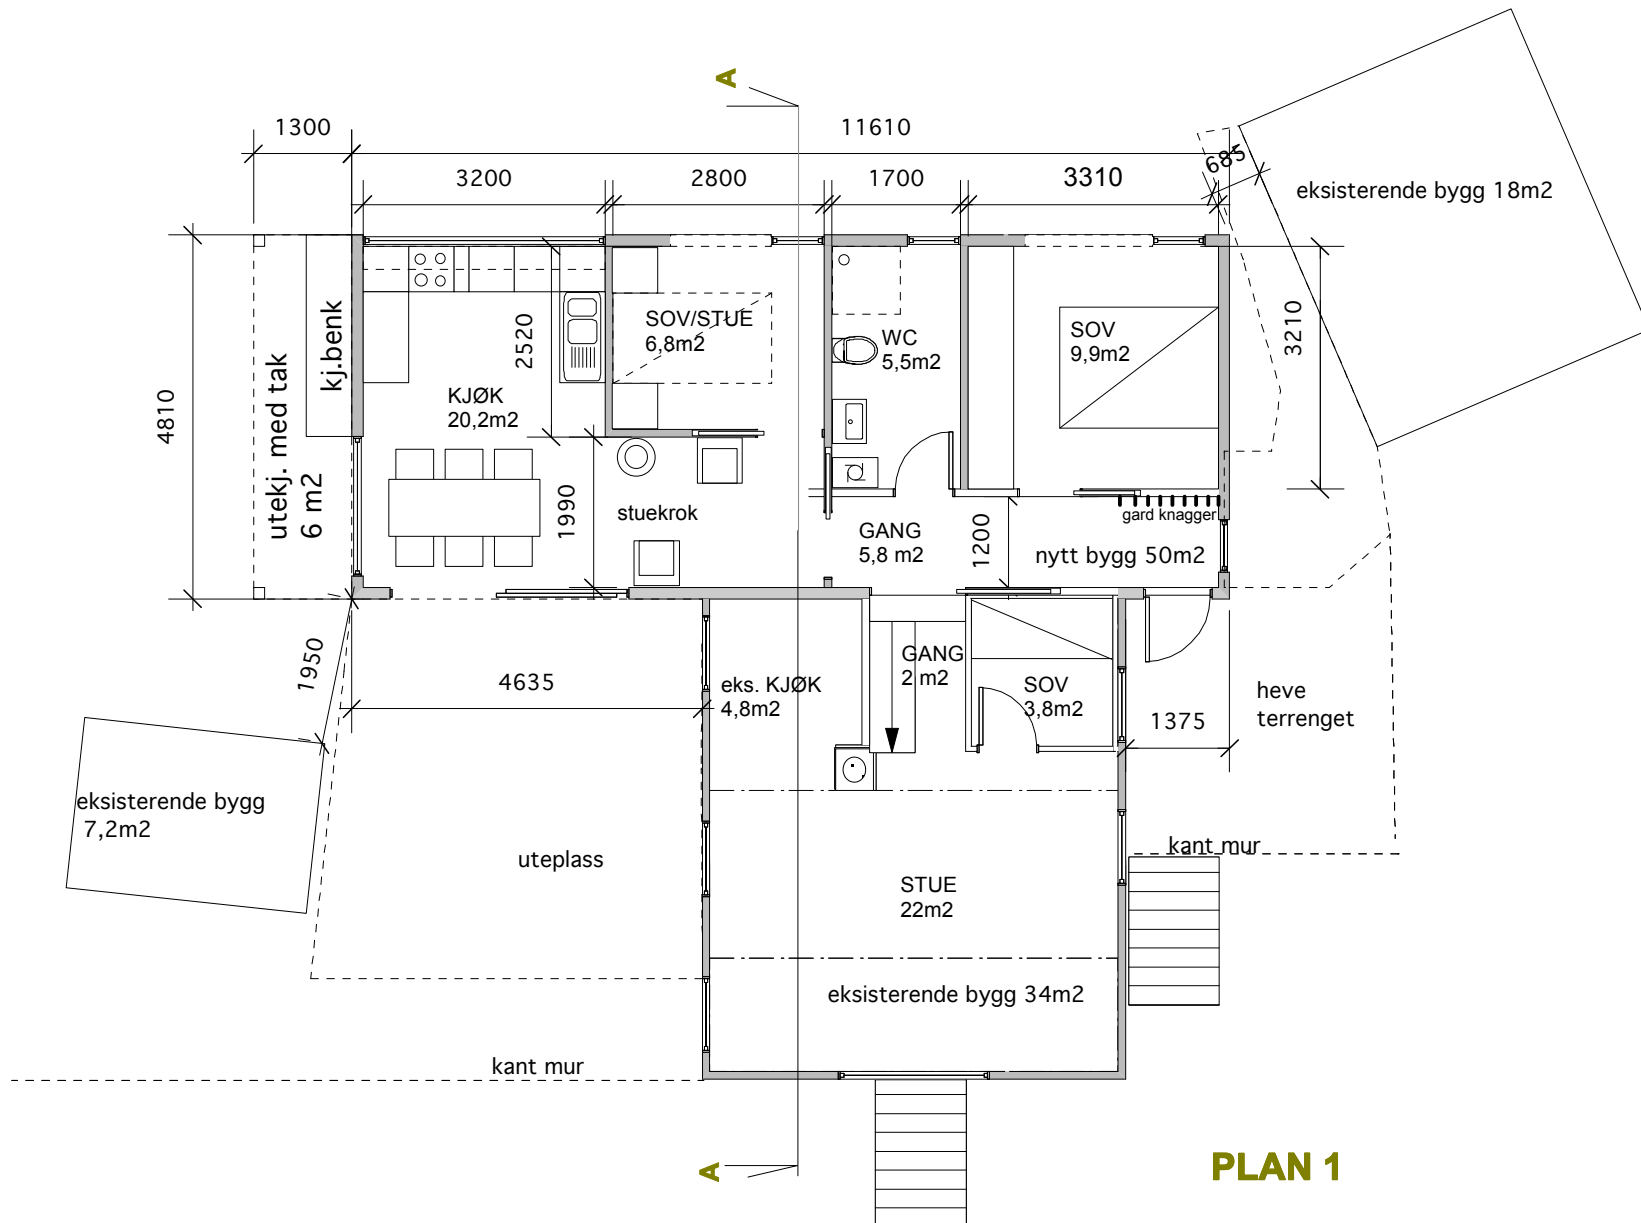 A
1300
11610
685
3200
2800
1700
3310
eksisterende bygg 18m2
4810
utekj. med tak
6 m2
kj.benk
2520
SOV/STUE
6,8m2
WC
5,5m2
SOV
9,9m2
3210
KJØK
20,2m2
1990
stuekrok
GANG
5,8 m2
1200
gard knagger
nytt bygg 50m2
1950
4635
eks. KJØK
4,8m2
GANG
2 m2
SOV
3,8m2
1375
heve
terrenget
eksisterende bygg
7,2m2
uteplass
kant mur
STUE
22m2
eksisterende bygg 34m2
kant mur
A
PLAN 1